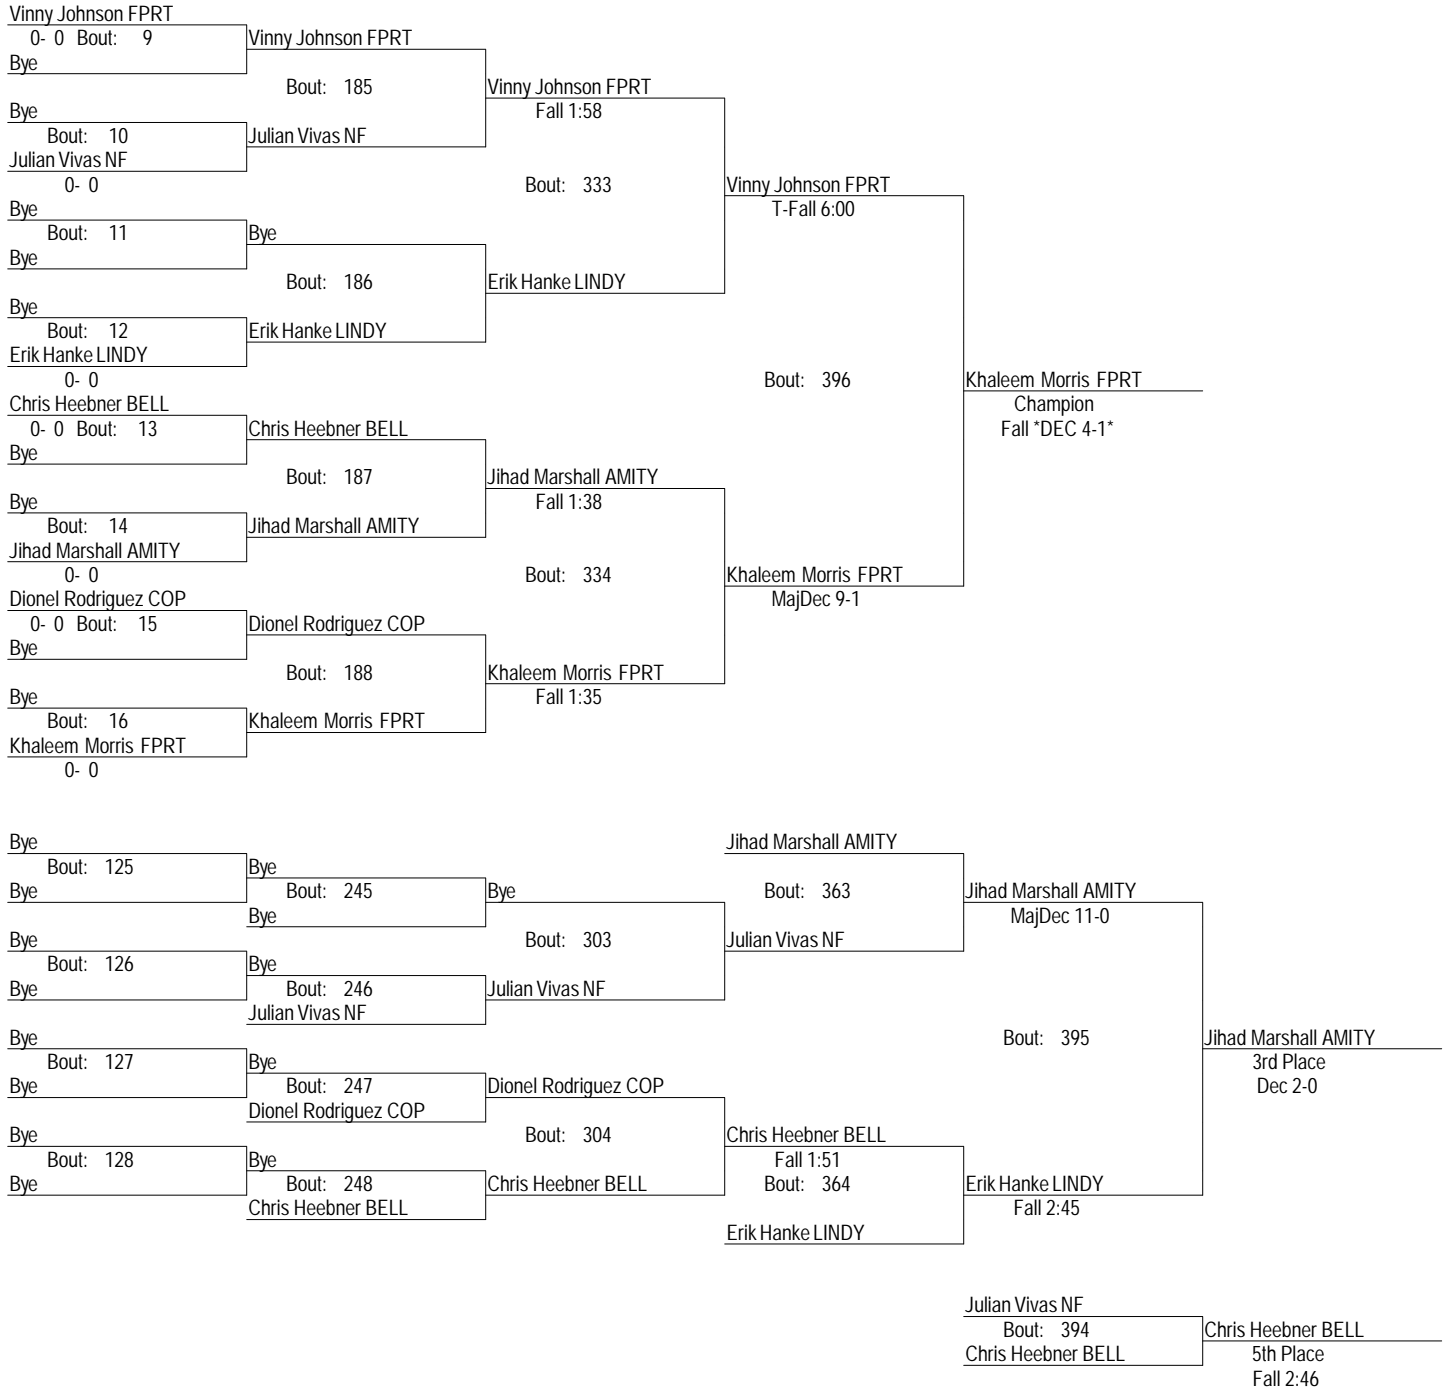 Vinny Johnson FPRT
0- 0 Bout: 9
Vinny Johnson FPRT
Bye
Bout: 185
Vinny Johnson FPRT
Bye
Fall 1:58
Bout: 10
Julian Vivas NF
Julian Vivas NF
0- 0
Bout: 333
Vinny Johnson FPRT
Bye
T-Fall 6:00
Bout: 11
Bye
Bye
Bout: 186
Erik Hanke LINDY
Bye
Bout: 12
Erik Hanke LINDY
Erik Hanke LINDY
0- 0
Bout: 396
Khaleem Morris FPRT
Chris Heebner BELL
Champion
0- 0 Bout: 13
Chris Heebner BELL
Fall *DEC 4-1*
Bye
Bout: 187
Jihad Marshall AMITY
Bye
Fall 1:38
Bout: 14
Jihad Marshall AMITY
Jihad Marshall AMITY
0- 0
Bout: 334
Khaleem Morris FPRT
Dionel Rodriguez COP
MajDec 9-1
0- 0 Bout: 15
Dionel Rodriguez COP
Bye
Bout: 188
Khaleem Morris FPRT
Bye
Fall 1:35
Bout: 16
Khaleem Morris FPRT
Khaleem Morris FPRT
0- 0
Bye
Jihad Marshall AMITY
Bout: 125
Bye
Bye
Bout: 245
Bye
Bout: 363
Jihad Marshall AMITY
Bye
MajDec 11-0
Bye
Bout: 303
Julian Vivas NF
Bout: 126
Bye
Bye
Bout: 246
Julian Vivas NF
Julian Vivas NF
Bye
Bout: 395
Jihad Marshall AMITY
Bout: 127
Bye
3rd Place
Bye
Bout: 247
Dionel Rodriguez COP
Dec 2-0
Dionel Rodriguez COP
Bye
Bout: 304
Chris Heebner BELL
Bout: 128
Bye
Fall 1:51
Bye
Bout: 248
Chris Heebner BELL
Bout: 364
Erik Hanke LINDY
Chris Heebner BELL
Fall 2:45
Erik Hanke LINDY
Julian Vivas NF
Bout: 394
Chris Heebner BELL
Chris Heebner BELL
5th Place
Fall 2:46